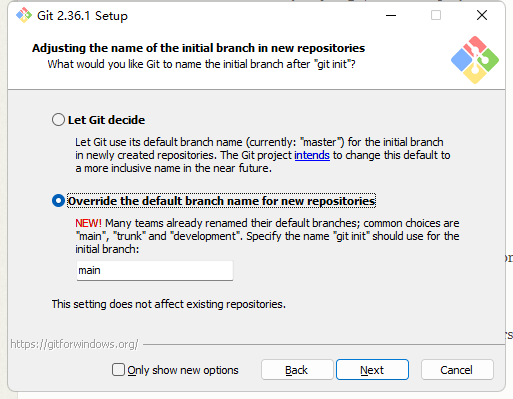 Git 2.36.1 Setup
Adjusting the name of the initial branch in new repositories
What would you like Git to name the initial branch after "git init"?
Let Git decide
Let Git use its default branch name (currently: "master") for the initial branch
in newly created repositories. The Git project intends to change this default to
a more inclusive name in the near future.
Override the default branch name for new repositories
NEW! Many teams already renamed their default branches; common choices are
"main", "trunk" and "development". Specify the name "git init" should use for the
initial branch:
main
This setting does not affect existing repositories.
https://gitforwindows.org/
Only show new options
Back
Next
Cancel